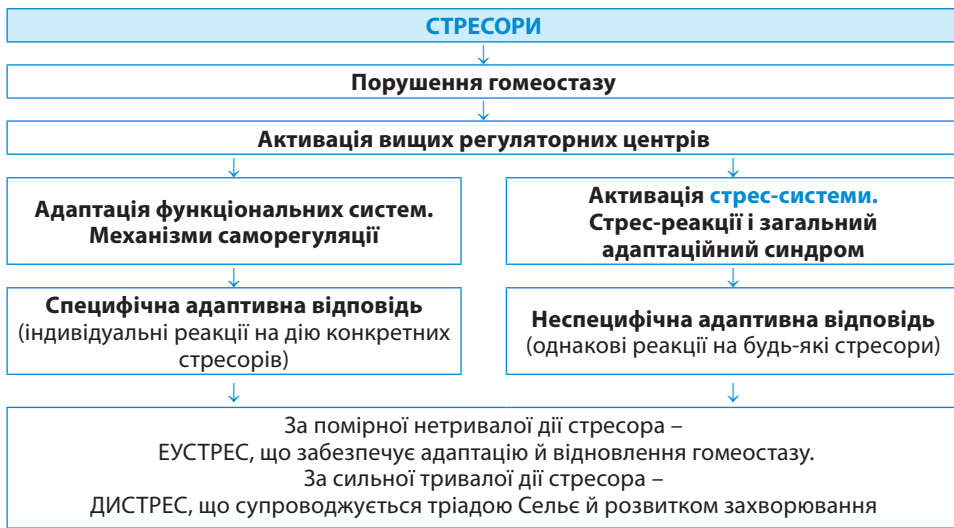 СТРЕСОРИ
↓
Порушення гомеостазу
↓
Активація вищих регуляторних центрів
↓ ↓
Адаптація функціональних систем.
Механізми саморегуляції
Активація стрес-системи.
Стрес-реакції і загальний
адаптаційний синдром
↓ ↓
Специфічна адаптивна відповідь
(індивідуальні реакції на дію конкретних
стресорів)
Неспецифічна адаптивна відповідь
(однакові реакції на будь-які стресори)
↓ ↓
За помірної нетривалої дії стресора –
ЕУСТРЕС, що забезпечує адаптацію й відновлення гомеостазу.
За сильної тривалої дії стресора –
ДИСТРЕС, що супроводжується тріадою Сельє й розвитком захворювання